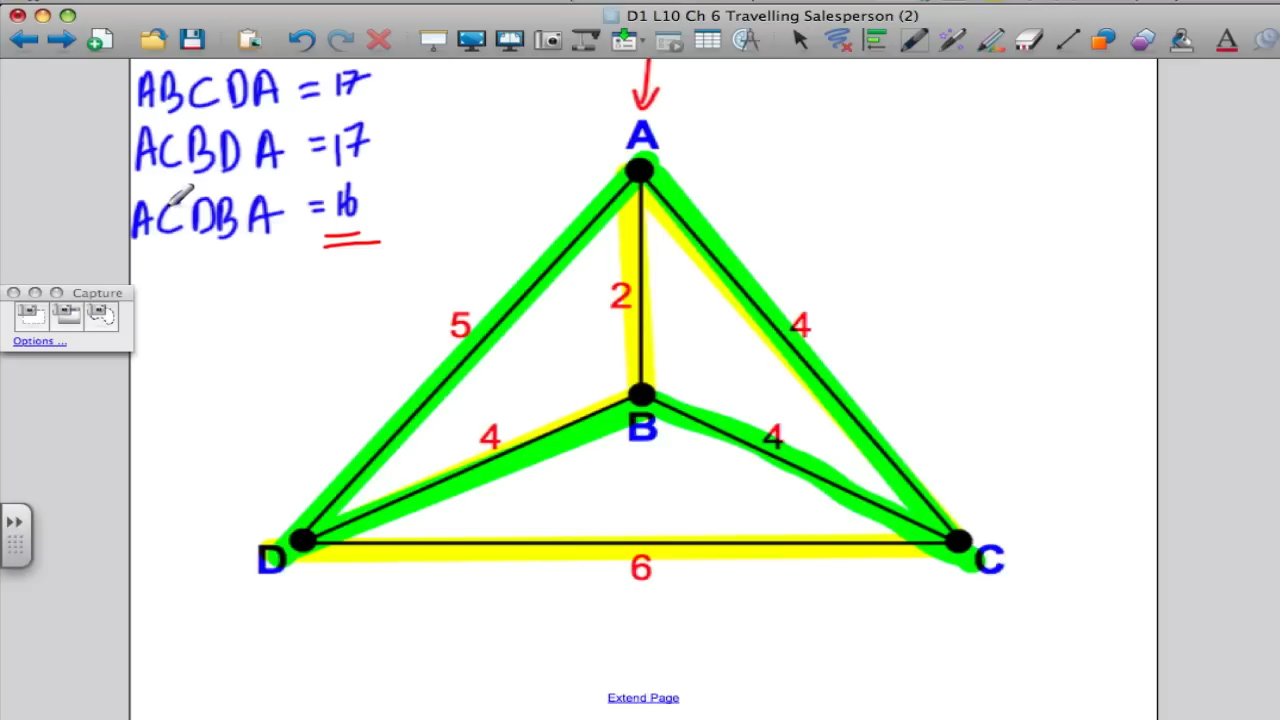 D1 L10 Ch 6 Travelling Salesperson (2)
ABCDA = 17
ACBDA = 17
ACDBA = 16
Capture
Options ...
A
5
2
4
B
4
4
D
C
6
Extend Page